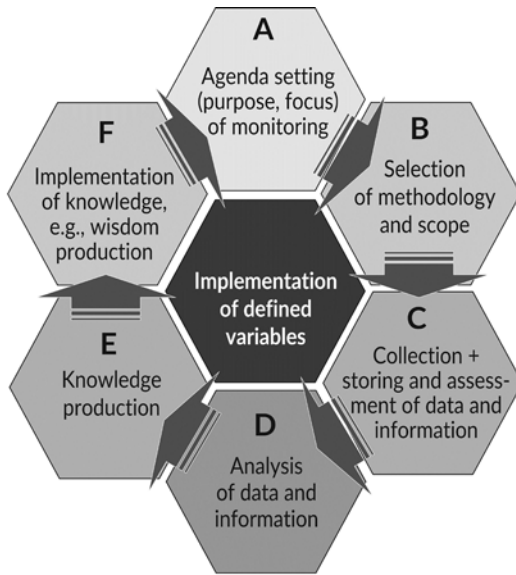 A
Agenda setting
(purpose, focus)
of monitoring
B
Selection
of methodology
and scope
C
Collection +
storing and assess-
ment of data and
information
D
Analysis
of data and
information
E
Knowledge
production
F
Implementation
of knowledge,
e.g., wisdom
production
Implementation
of defined
variables